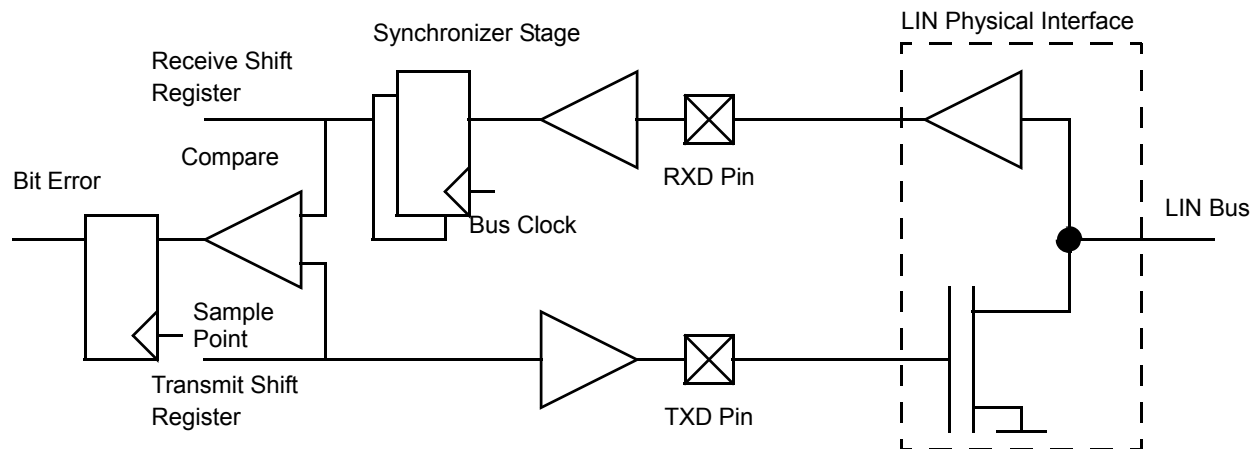 LIN Physical Interface
Synchronizer Stage
Receive Shift
Register
Compare
RXD Pin
Bit Error
Bus Clock
LIN Bus
Sample
Point
Transmit Shift
Register
TXD Pin